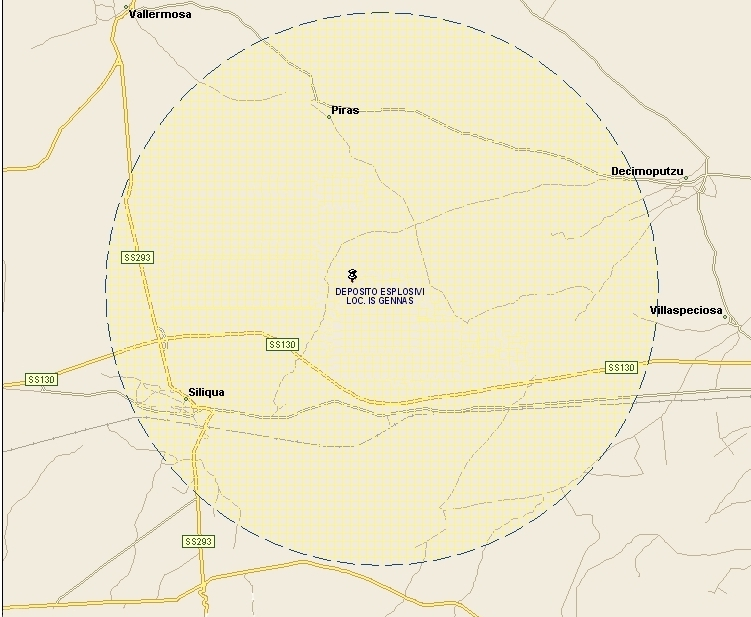 Vallermosa
Piras
Decimoputzu
SS293
DEPOSITO ESPLOSIVI
LOC. IS GENNAS
Villaspeciosa
SS130
SS130
SS130
Siliqua
SS293